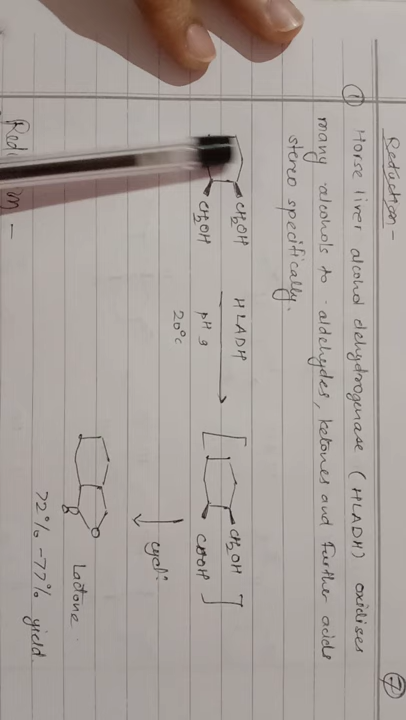 ⑦
Reduction -
① Horse liver alcohol dehydrogenase (HLADH) oxidises
many alcohols to aldehydes, ketones and further acids
stereo specifically.
CH2OH
CH2OH
HLADH
pH 9
20°C
CH2OH
COOH
cycl
O
Lactone
72% - 77% yield.